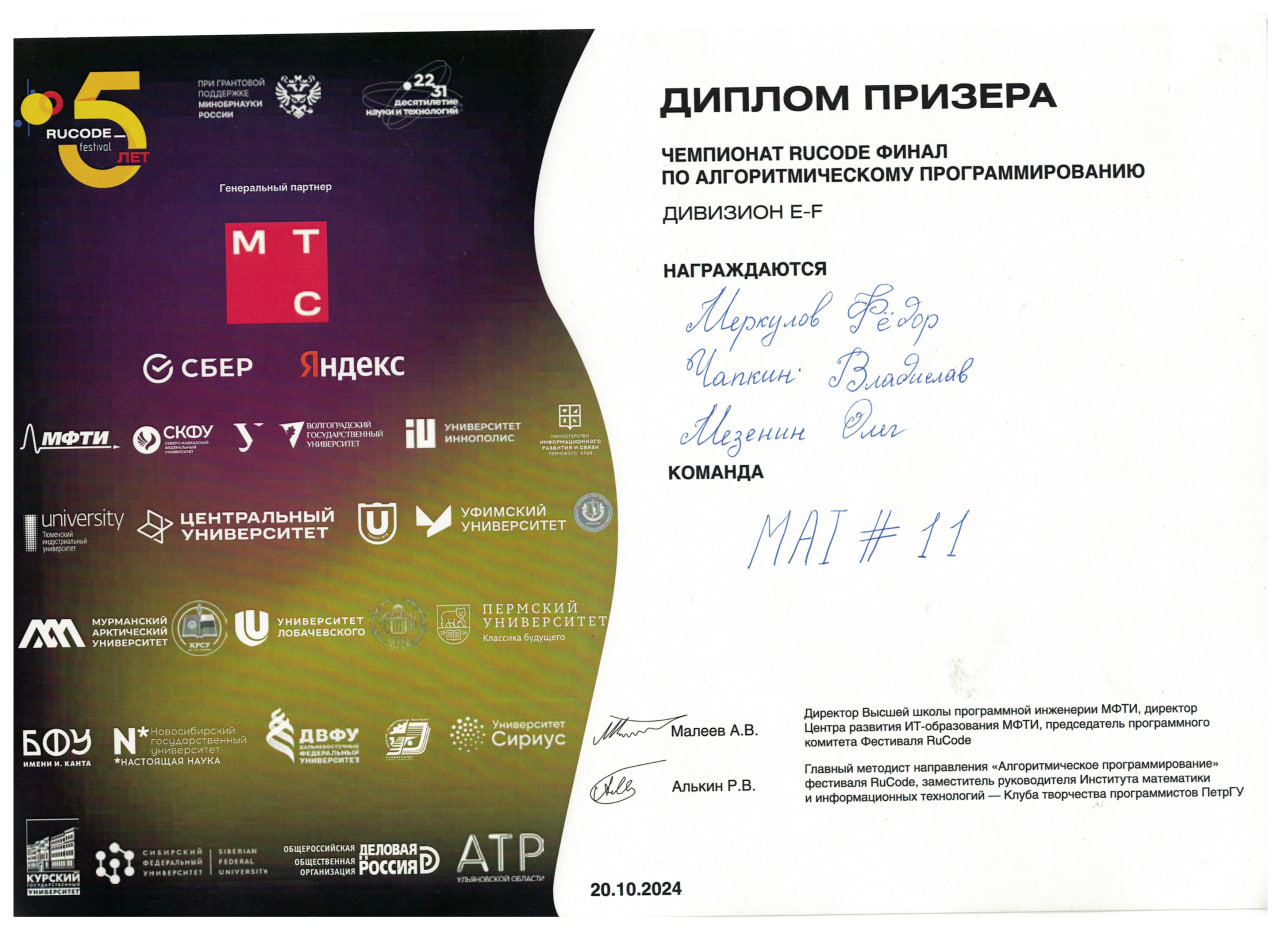 5
RUCODE_
festival
ЛЕТ
ПРИ ГРАНТОВОЙ
ПОДДЕРЖКЕ
МИНОБРНАУКИ
РОССИИ
22
31
десятилетие
науки и технологий
Генеральный партнер
М Т
С
СБЕР
Яндекс
МФТИ
СКФУ
СЕВЕРО-КАВКАЗСКИЙ
ФЕДЕРАЛЬНЫЙ
УНИВЕРСИТЕТ
ВОЛГОГРАДСКИЙ
ГОСУДАРСТВЕННЫЙ
УНИВЕРСИТЕТ
УНИВЕРСИТЕТ
ИННОПОЛИС
МИНИСТЕРСТВО
ИНФОРМАЦИОННОГО
РАЗВИТИЯ И СВЯЗИ
ПЕРМСКОГО КРАЯ
university
Тюменский
индустриальный
университет
ЦЕНТРАЛЬНЫЙ
УНИВЕРСИТЕТ
УФИМСКИЙ
УНИВЕРСИТЕТ
МУРМАНСКИЙ
АРКТИЧЕСКИЙ
УНИВЕРСИТЕТ
КРСУ
УНИВЕРСИТЕТ
ЛОБАЧЕВСКОГО
ПЕРМСКИЙ
УНИВЕРСИТЕТ
Классика будущего
БФУ
ИМЕНИ И. КАНТА
N*
Новосибирский
государственный
университет
*НАСТОЯЩАЯ НАУКА
ДВФУ
ДАЛЬНЕВОСТОЧНЫЙ
ФЕДЕРАЛЬНЫЙ
УНИВЕРСИТЕТ
Университет
Сириус
КУРСКИЙ
ГОСУДАРСТВЕННЫЙ
УНИВЕРСИТЕТ
СИБИРСКИЙ
ФЕДЕРАЛЬНЫЙ
УНИВЕРСИТЕТ
SIBERIAN
FEDERAL
UNIVERSITY
ОБЩЕРОССИЙСКАЯ
ОБЩЕСТВЕННАЯ
ОРГАНИЗАЦИЯ
ДЕЛОВАЯ
РОССИЯ
АТР
УЛЬЯНОВСКОЙ ОБЛАСТИ
ДИПЛОМ ПРИЗЕРА
ЧЕМПИОНАТ RUCODE ФИНАЛ
ПО АЛГОРИТМИЧЕСКОМУ ПРОГРАММИРОВАНИЮ
ДИВИЗИОН E-F
НАГРАЖДАЮТСЯ
Меркулов Фёдор
Чапкин Владислав
Мезенин Олег
КОМАНДА
MAI # 11
Малеев А.В.
Директор Высшей школы программной инженерии МФТИ, директор
Центра развития ИТ-образования МФТИ, председатель программного
комитета Фестиваля RuCode
Алькин Р.В.
Главный методист направления «Алгоритмическое программирование»
фестиваля RuCode, заместитель руководителя Института математики
и информационных технологий — Клуба творчества программистов ПетрГУ
20.10.2024